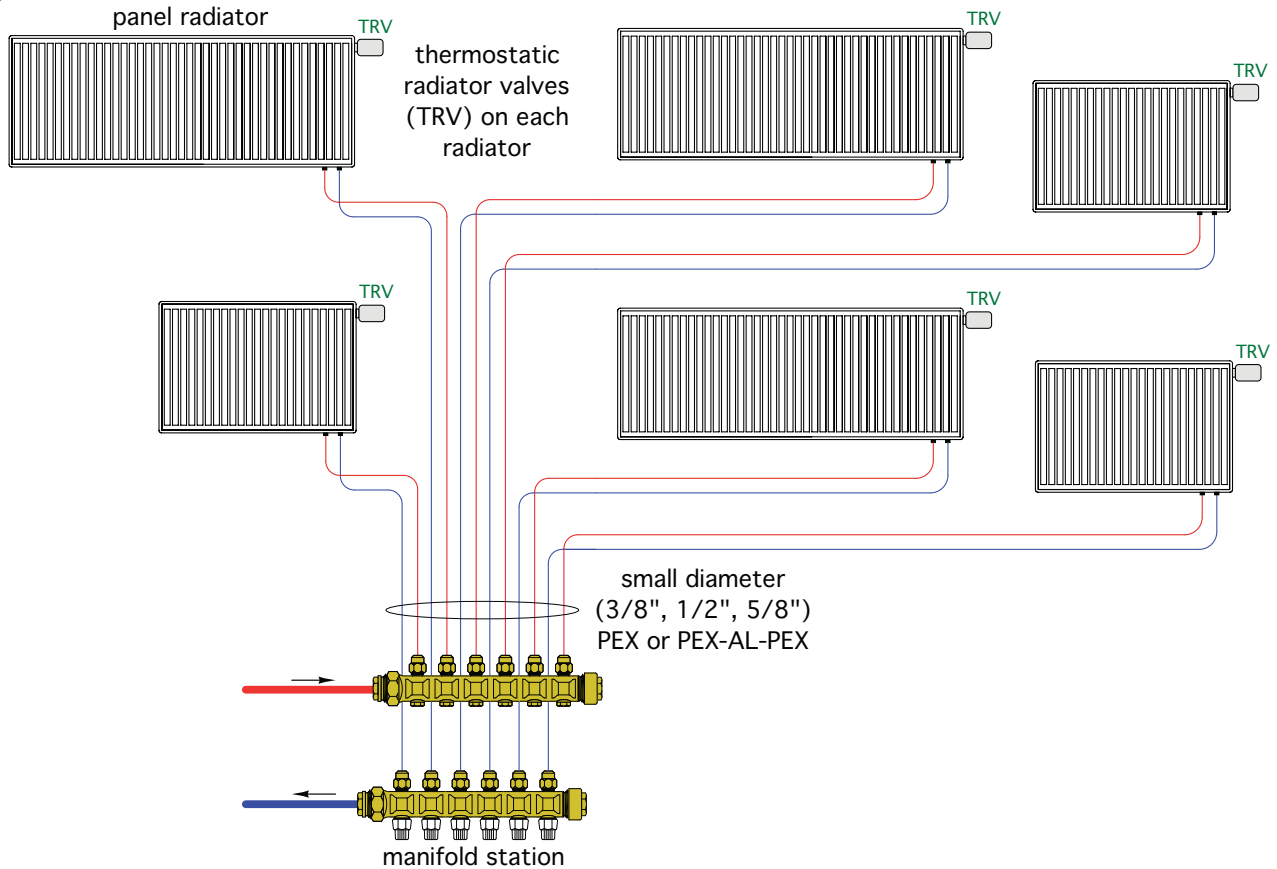 panel radiator
TRV
thermostatic
radiator valves
(TRV) on each
radiator
TRV
TRV
TRV
TRV
TRV
small diameter
(3/8", 1/2", 5/8")
PEX or PEX-AL-PEX
manifold station